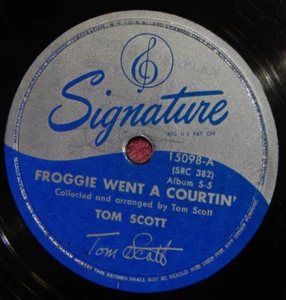 Signature
REG U S PAT ON
15098-A
(SRC 382)
Album S-5
FROGGIE WENT A COURTIN'
Collected and arranged by Tom Scott
TOM SCOTT
Tom Scott